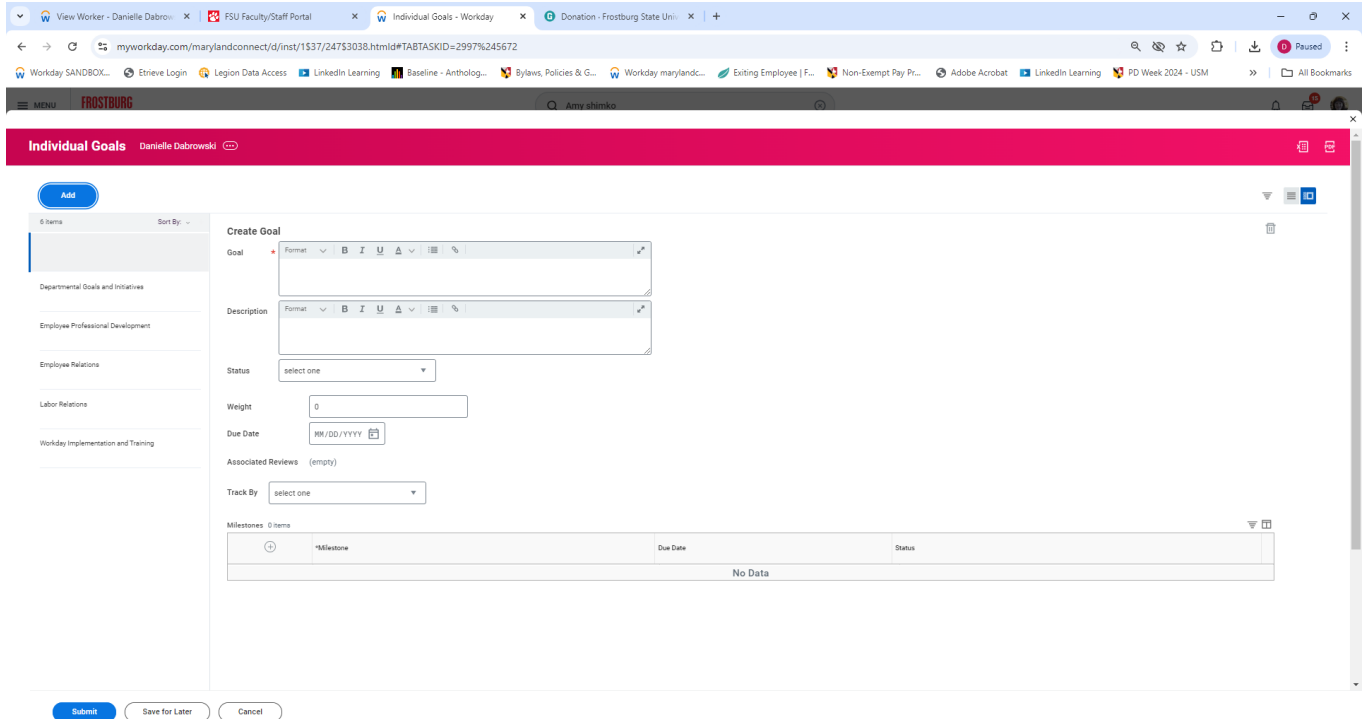 View Worker - Danielle Dabrow
FSU Faculty/Staff Portal
Individual Goals - Workday
Donation - Frostburg State Univ
myworkday.com/marylandconnect/d/inst/1$37/247$3038.htmld#TABTASKID=2997%245672
D Paused
Workday SANDBOX...
Etrieve Login
Legion Data Access
LinkedIn Learning
Baseline - Antholog...
Bylaws, Policies & G...
Workday marylandc...
Exiting Employee | F...
Non-Exempt Pay Pr...
Adobe Acrobat
LinkedIn Learning
PD Week 2024 - USM
All Bookmarks
MENU
FROSTBURG
Amy shimko
Individual Goals Danielle Dabrowski
PDF
Add
6 items Sort By:
Departmental Goals and Initiatives
Employee Professional Development
Employee Relations
Labor Relations
Workday Implementation and Training
Create Goal
Goal * Format B I U A
Description Format B I U A
Status select one
Weight 0
Due Date MM/DD/YYYY
Associated Reviews (empty)
Track By select one
Milestones 0 items
*Milestone Due Date Status
No Data
Submit Save for Later Cancel